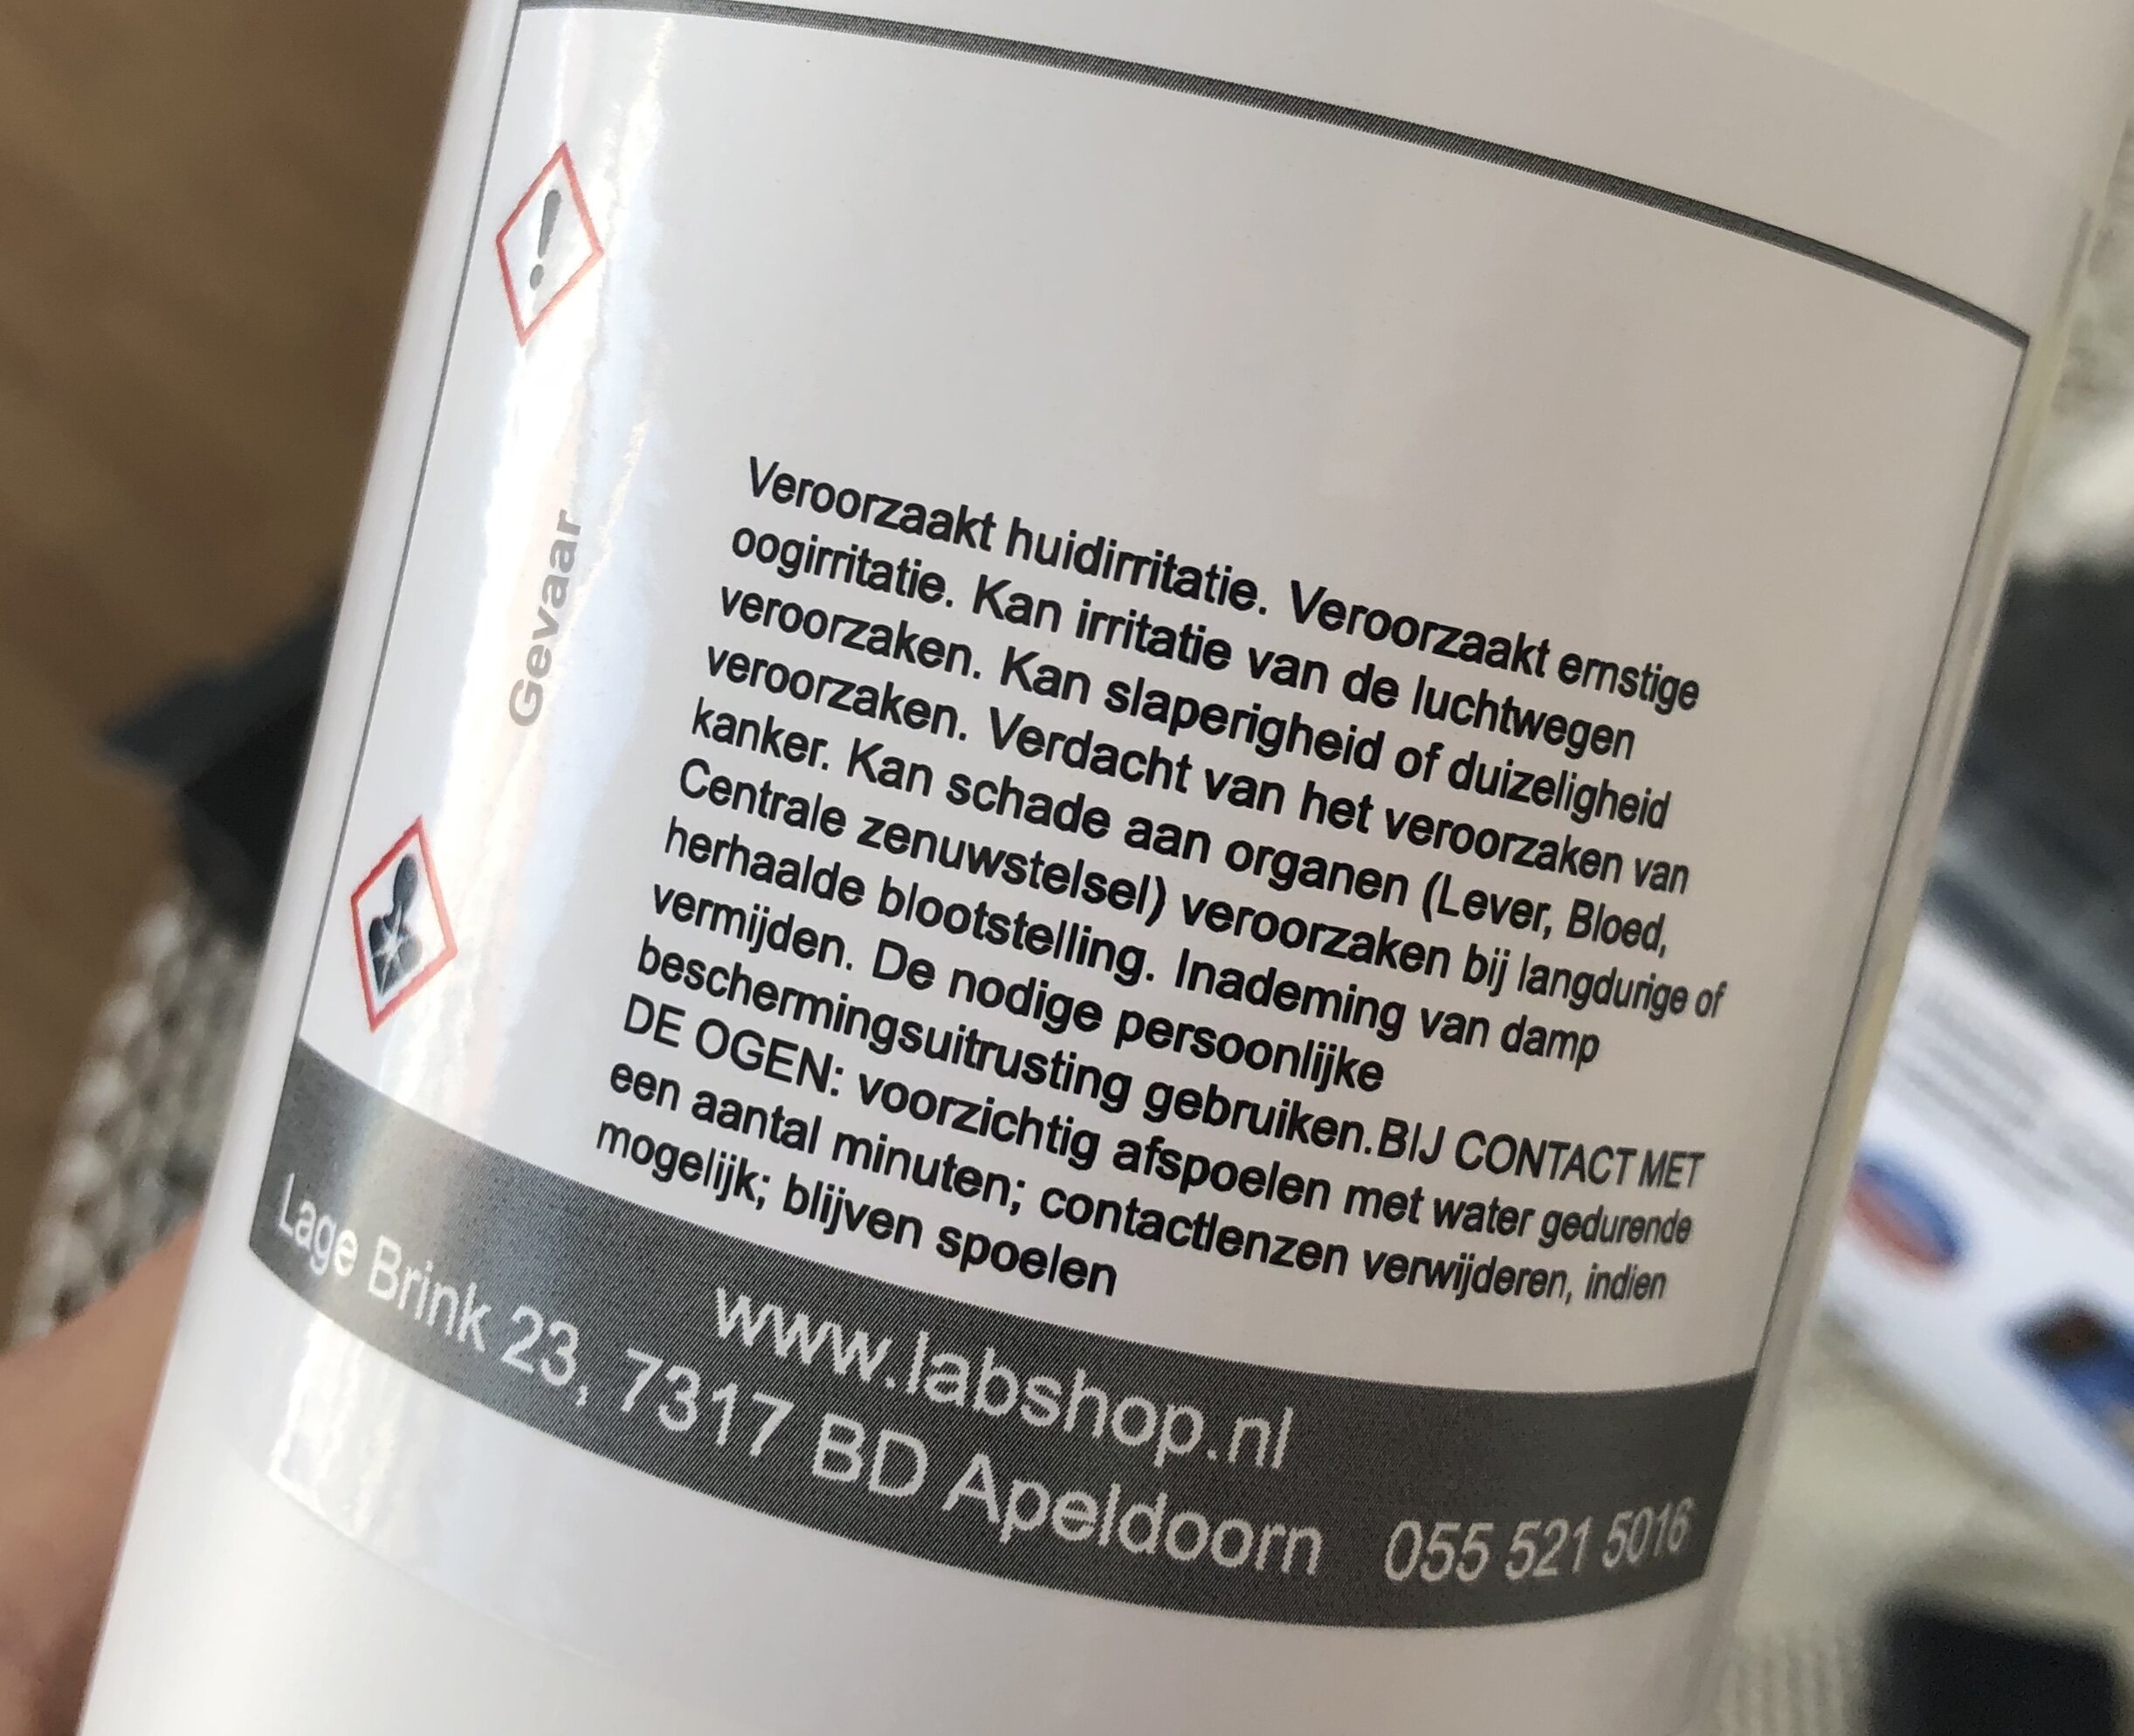 Gevaar
Veroorzaakt huidirritatie. Veroorzaakt ernstige
oogirritatie. Kan irritatie van de luchtwegen
veroorzaken. Kan slaperigheid of duizeligheid
veroorzaken. Verdacht van het veroorzaken van
kanker. Kan schade aan organen (Lever, Bloed,
Centrale zenuwstelsel) veroorzaken bij langdurige of
herhaalde blootstelling. Inademing van damp
vermijden. De nodige persoonlijke
beschermingsuitrusting gebruiken.BIJ CONTACT MET
DE OGEN: voorzichtig afspoelen met water gedurende
een aantal minuten; contactlenzen verwijderen, indien
mogelijk; blijven spoelen
www.labshop.nl
Lage Brink 23, 7317 BD Apeldoorn 055 521 5016